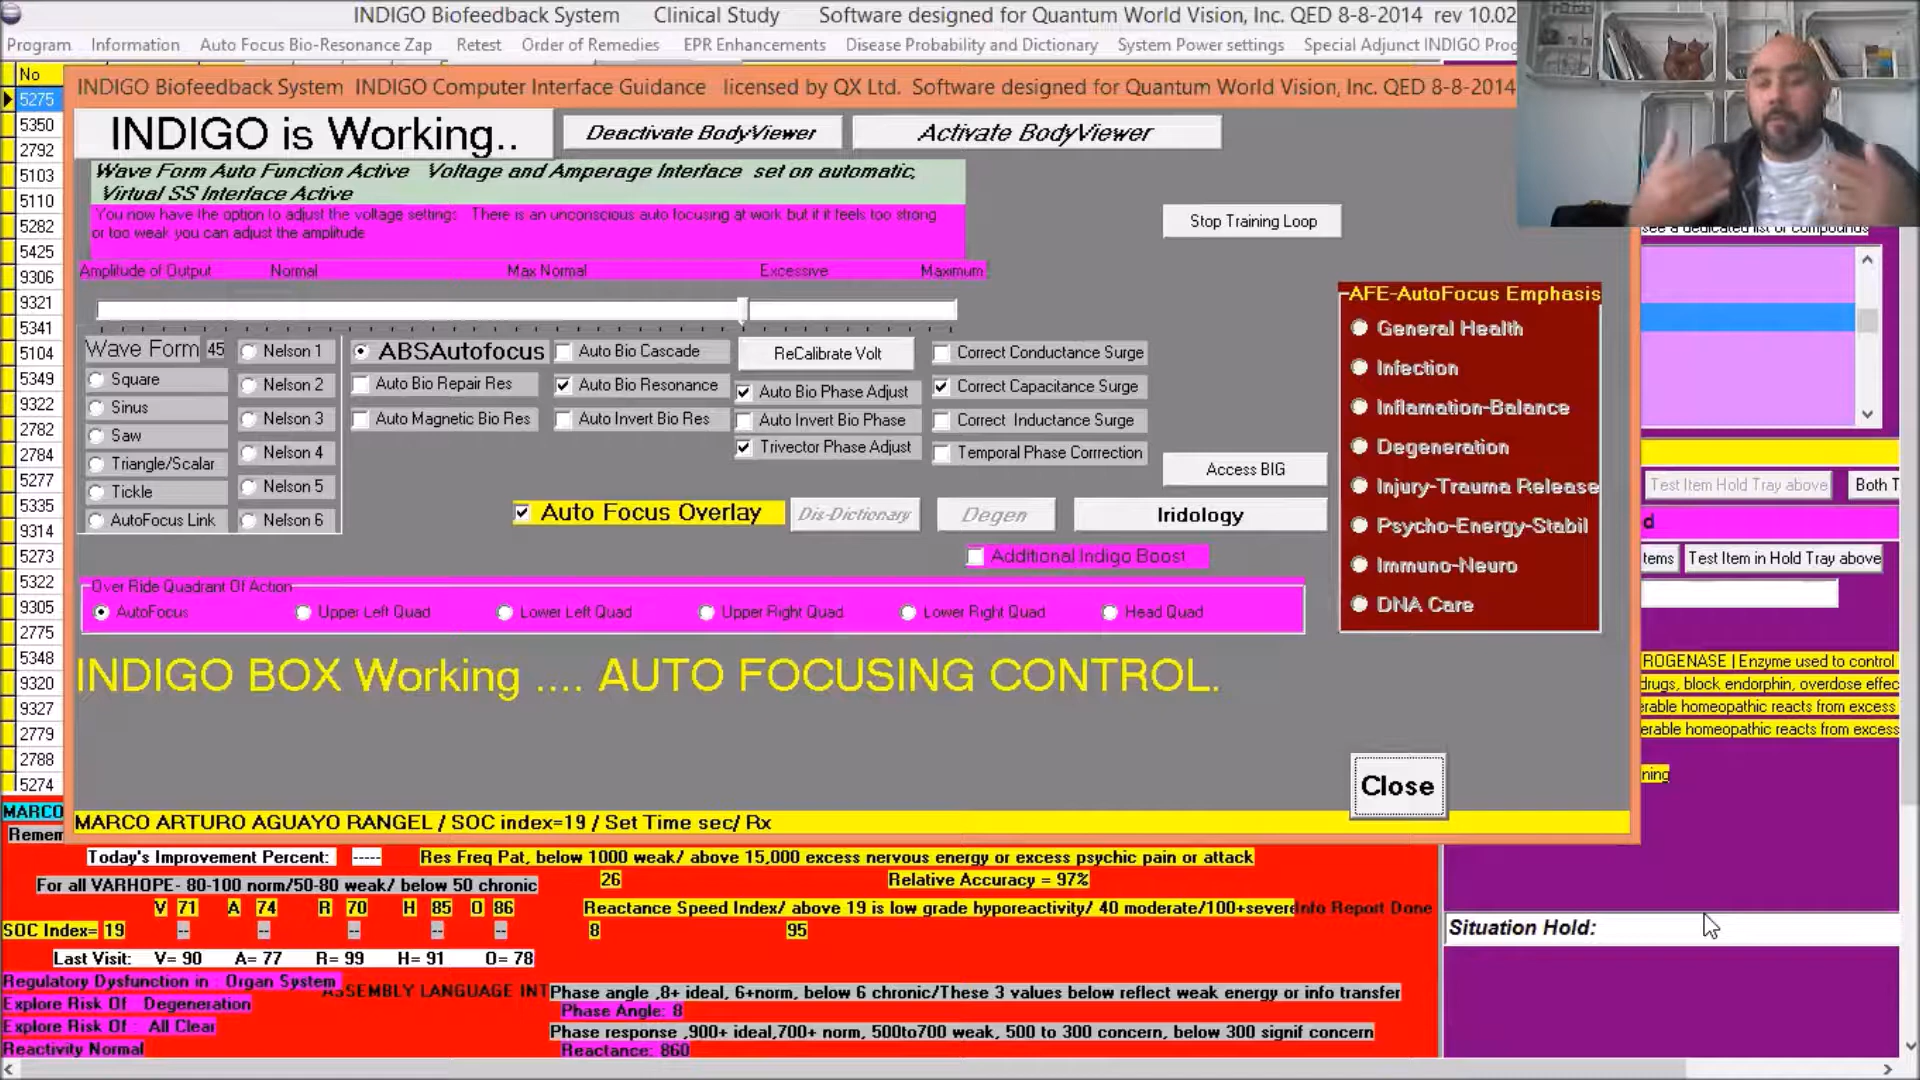 INDIGO Biofeedback System Clinical Study Software designed for Quantum World Vision, Inc. QED 8-8-2014 rev 10.02
Program Information Auto Focus Bio-Resonance Zap Retest Order of Remedies EPR Enhancements Disease Probability and Dictionary System Power settings Special Adjunct INDIGO Prog
No
5275
5350
2792
5103
5110
5282
5425
9306
9321
5341
5104
5349
9322
2782
2784
5277
5335
9314
5273
5322
9305
2775
5348
9320
9327
2779
2788
5274
INDIGO Biofeedback System INDIGO Computer Interface Guidance licensed by QX Ltd. Software designed for Quantum World Vision, Inc. QED 8-8-2014
INDIGO is Working..
Deactivate BodyViewer
Activate BodyViewer
Wave Form Auto Function Active Voltage and Amperage Interface set on automatic,
Virtual SS Interface Active
You now have the option to adjust the voltage settings There is an unconscious auto focusing at work but if it feels too strong
or too weak you can adjust the amplitude
Stop Training Loop
see a dedicated list of compounds
Amplitude of Output Normal Max Normal Excessive Maximum
Wave Form 45
Square
Sinus
Saw
Triangle/Scalar
Tickle
AutoFocus Link
Nelson 1
Nelson 2
Nelson 3
Nelson 4
Nelson 5
Nelson 6
ABSAutofocus
Auto Bio Repair Res
Auto Magnetic Bio Res
Auto Bio Cascade
Auto Bio Resonance
Auto Invert Bio Res
ReCalibrate Volt
Auto Bio Phase Adjust
Auto Invert Bio Phase
Trivector Phase Adjust
Correct Conductance Surge
Correct Capacitance Surge
Correct Inductance Surge
Temporal Phase Corrrection
Access BIG
Auto Focus Overlay
Dis-Dictionary
Degen
Iridology
Additional Indigo Boost
AFE-AutoFocus Emphasis
General Health
Infection
Inflamation-Balance
Degeneration
Injury-Trauma Release
Psycho-Energy-Stabil
Immuno-Neuro
DNA Care
Test Item Hold Tray above
Both T
d
tems
Test Item in Hold Tray above
Over Ride Quadrant Of Action
AutoFocus Upper Left Quad Lower Left Quad Upper Right Quad Lower Right Quad Head Quad
INDIGO BOX Working .... AUTO FOCUSING CONTROL.
ROGENASE | Enzyme used to control
drugs, block endorphin, overdose effec
erable homeopathic reacts from excess
erable homeopathic reacts from excess
ning
Close
MARCO ARTURO AGUAYO RANGEL / SOC index=19 / Set Time sec/ Rx
MARCO
Remem
Today's Improvement Percent: -----
Res Freq Pat, below 1000 weak/ above 15,000 excess nervous energy or excess psychic pain or attack
26
Relative Accuracy = 97%
For all VARHOPE- 80-100 norm/50-80 weak/ below 50 chronic
V 71 A 74 R 70 H 85 O 86
Reactance Speed Index/ above 19 is low grade hyporeactivity/ 40 moderate/100+severe
Info Report Done
SOC Index= 19 -- -- -- -- --
8
95
Situation Hold:
Last Visit: V= 90 A= 77 R= 99 H= 91 O= 78
Regulatory Dysfunction in : Organ System
ASSEMBLY LANGUAGE INT
Explore Risk Of : Degeneration
Explore Risk Of : All Clear
Reactivity Normal
Phase angle ,8+ ideal, 6+norm, below 6 chronic/These 3 values below reflect weak energy or info transfer
Phase Angle: 8
Phase response ,900+ ideal,700+ norm, 500to700 weak, 500 to 300 concern, below 300 signif concern
Reactance: 860